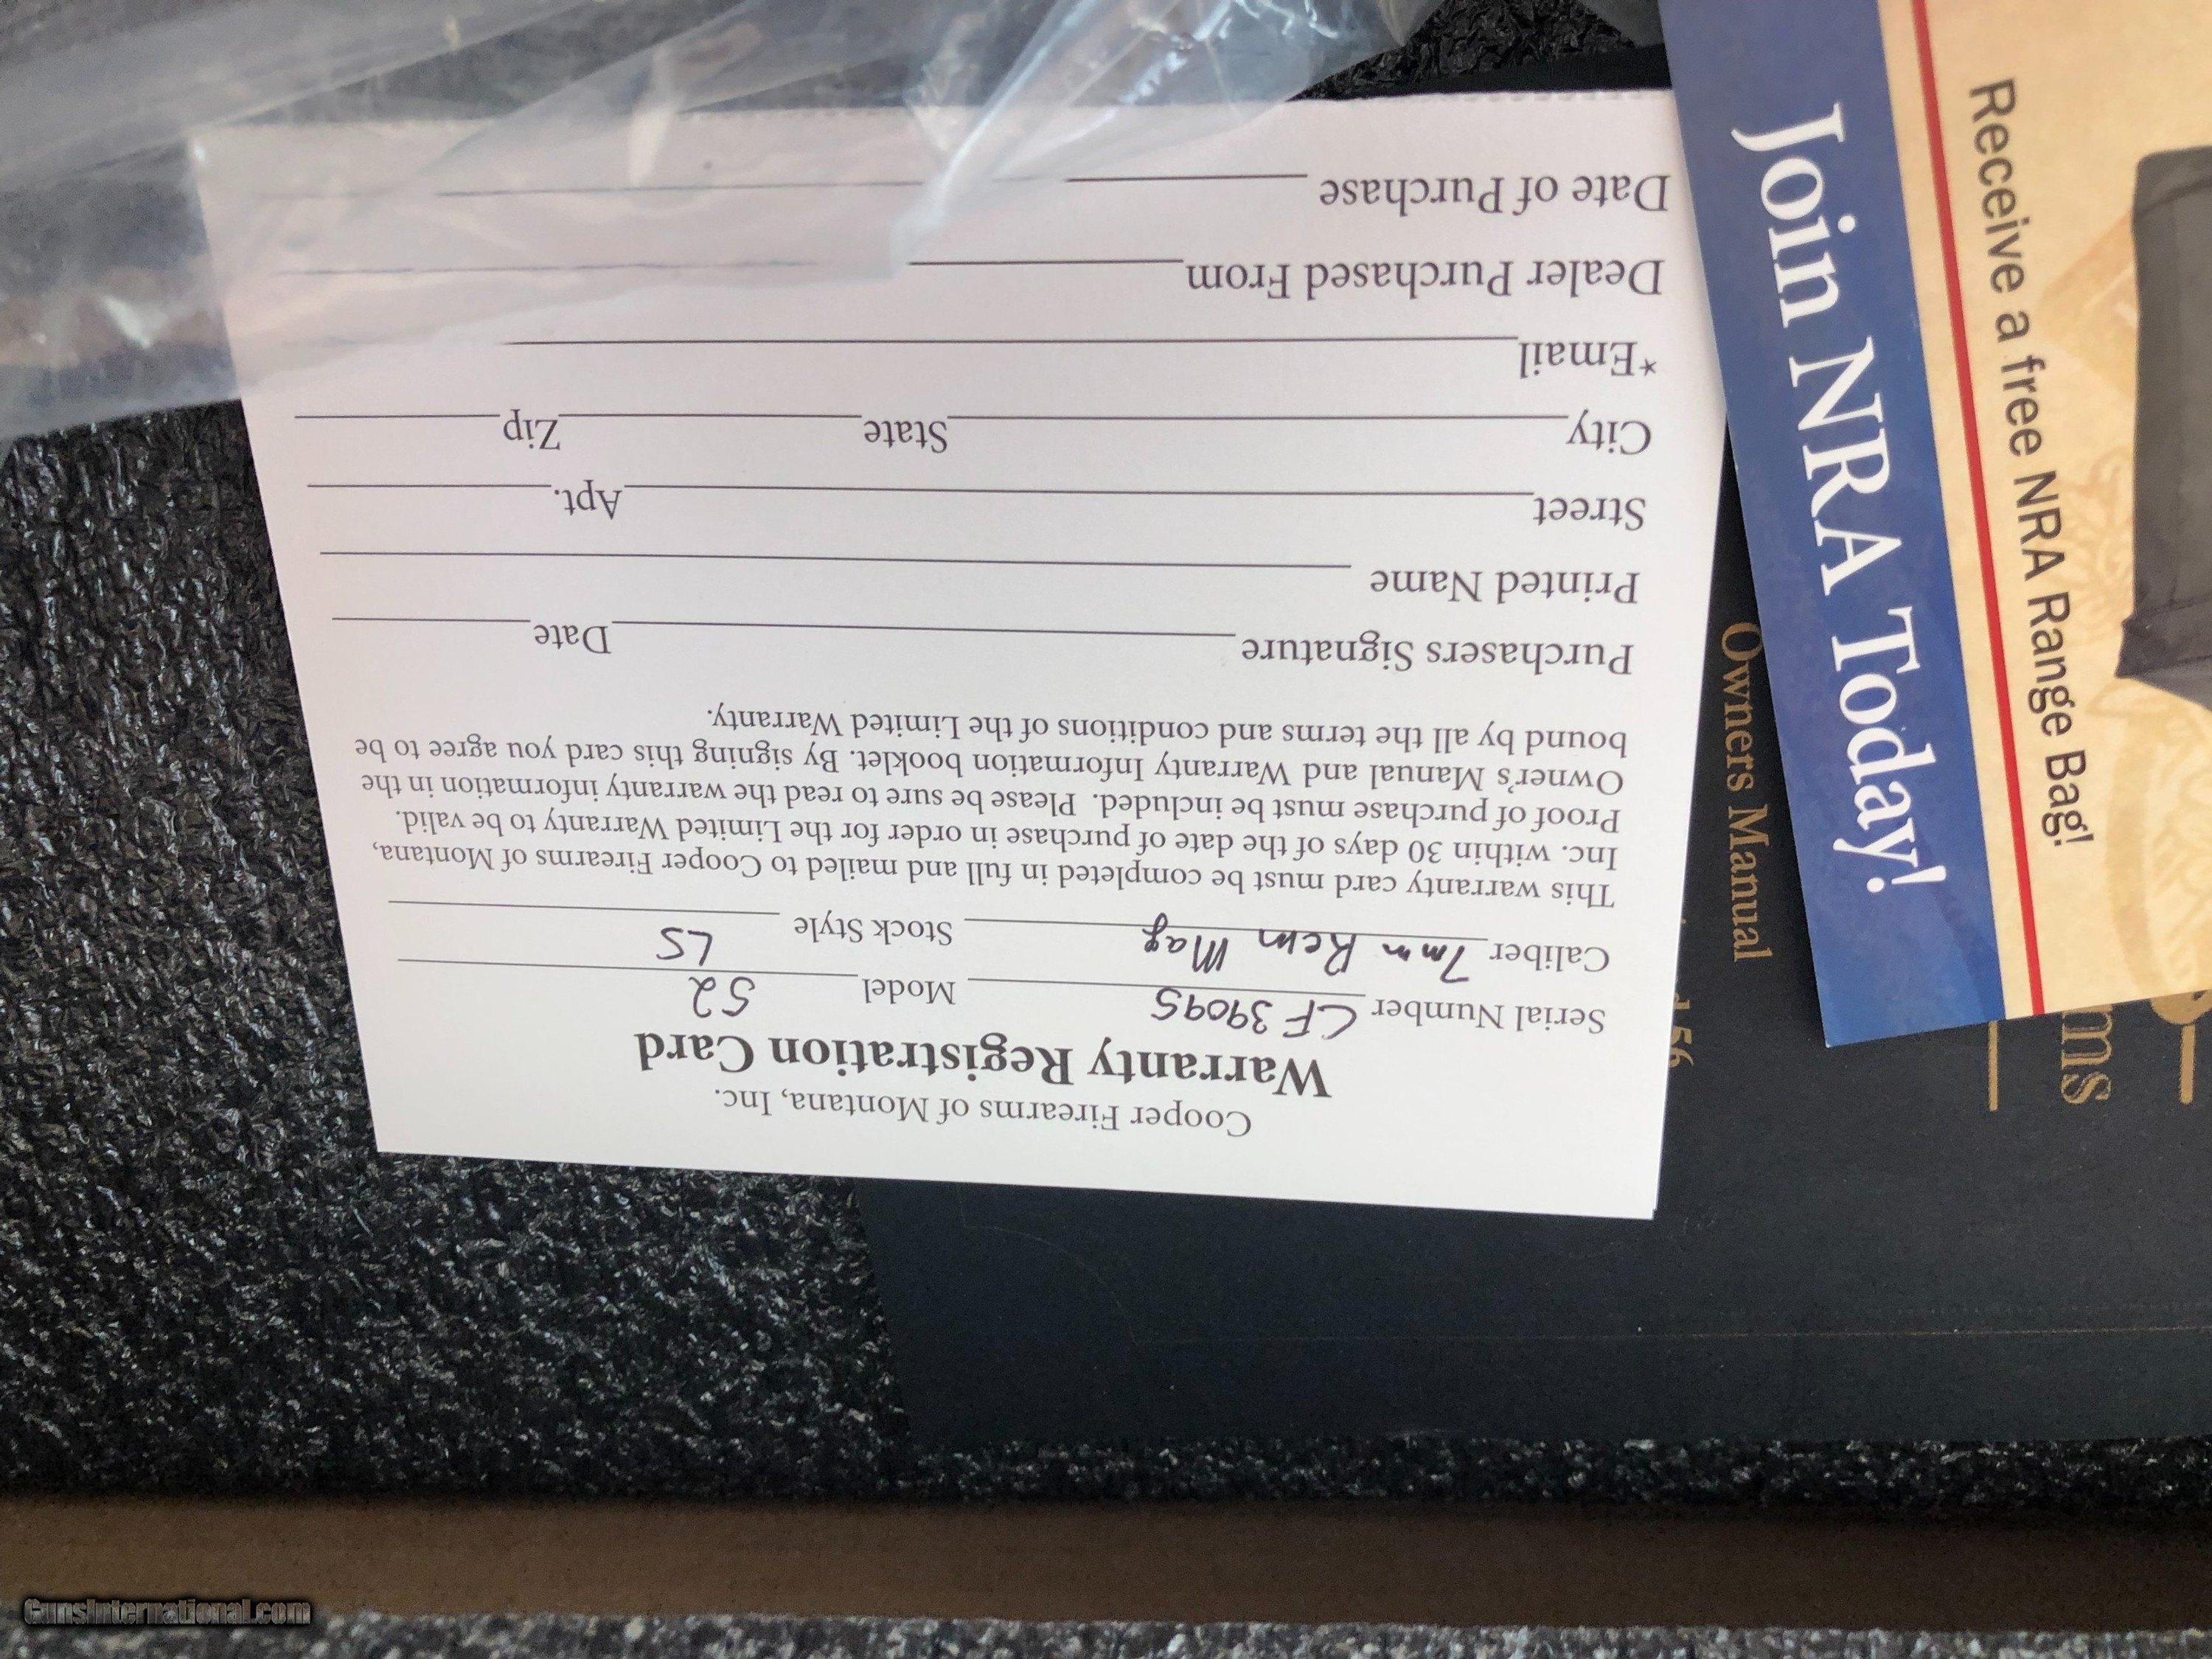 Cooper Firearms of Montana, Inc.
Warranty Registration Card
Serial Number CF39095 Model 52
Caliber 7mm Rem Mag Stock Style LS
This warranty card must be completed in full and mailed to Cooper Firearms of Montana,
Inc. within 30 days of the date of purchase in order for the Limited Warranty to be valid.
Proof of purchase must be included. Please be sure to read the warranty information in the
Owner's Manual and Warranty Information booklet. By signing this card you agree to be
bound by all the terms and conditions of the Limited Warranty.
Purchasers Signature Date
Printed Name
Street Apt.
City State Zip
*Email
Dealer Purchased From
Date of Purchase
Join NRA Today!
Receive a free NRA Range Bag!
Owners Manual
56
ms
GunsInternational.com